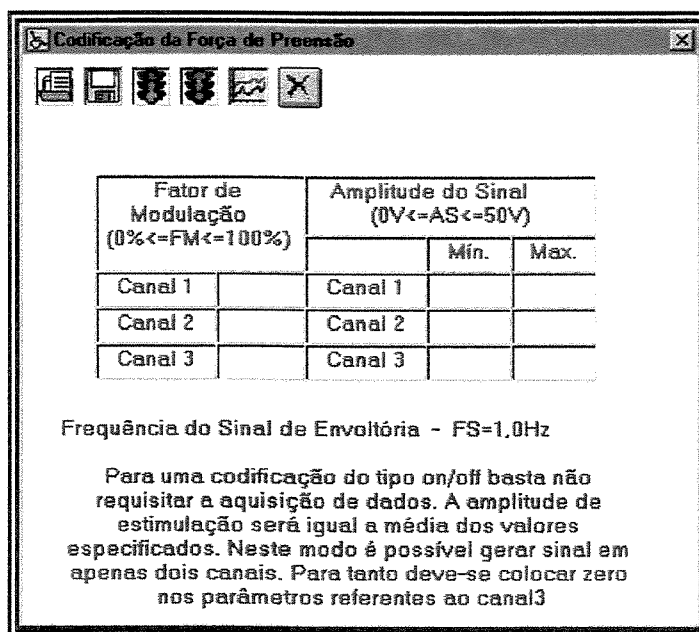 Codificação da Força de Preensão
Fator de
Modulação
(0%<=FM<=100%)
Amplitude do Sinal
(0V<=AS<=50V)
Mín. Max.
Canal 1 Canal 1
Canal 2 Canal 2
Canal 3 Canal 3
Frequência do Sinal de Envoltória - FS=1,0Hz
Para uma codificação do tipo on/off basta não
requisitar a aquisição de dados. A amplitude de
estimulação será igual a média dos valores
especificados. Neste modo é possível gerar sinal em
apenas dois canais. Para tanto deve-se colocar zero
nos parâmetros referentes ao canal3